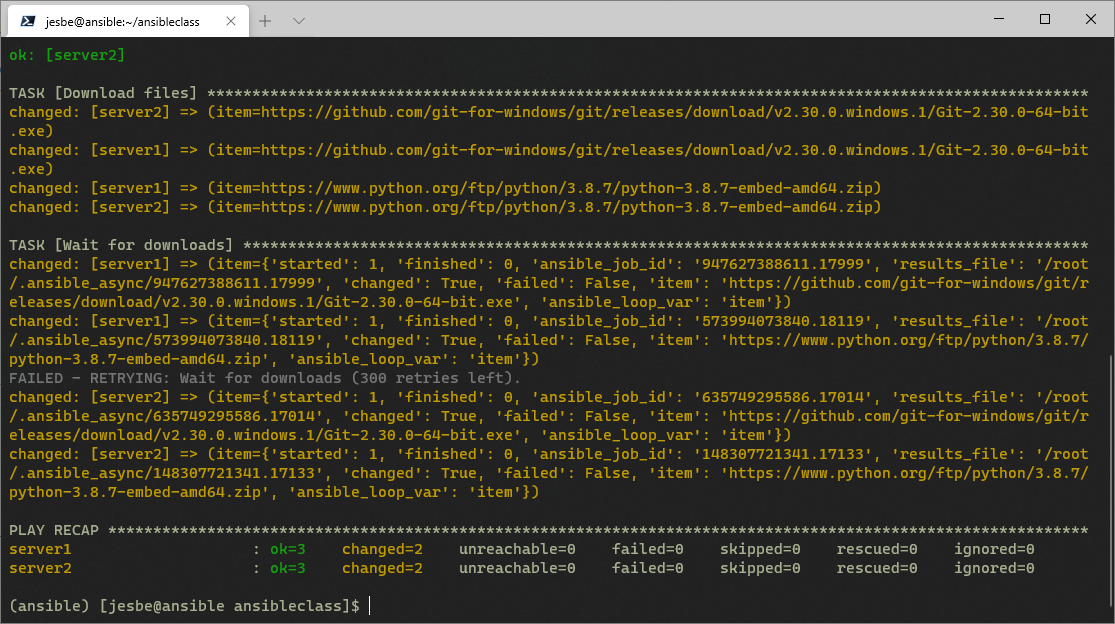 jesbe@ansible:~/ansibleclass
ok: [server2]
TASK [Download files] **************************************************************************************************
changed: [server2] => (item=https://github.com/git-for-windows/git/releases/download/v2.30.0.windows.1/Git-2.30.0-64-bit
.exe)
changed: [server1] => (item=https://github.com/git-for-windows/git/releases/download/v2.30.0.windows.1/Git-2.30.0-64-bit
.exe)
changed: [server1] => (item=https://www.python.org/ftp/python/3.8.7/python-3.8.7-embed-amd64.zip)
changed: [server2] => (item=https://www.python.org/ftp/python/3.8.7/python-3.8.7-embed-amd64.zip)
TASK [Wait for downloads] **********************************************************************************************
changed: [server1] => (item={'started': 1, 'finished': 0, 'ansible_job_id': '947627388611.17999', 'results_file': '/root
/.ansible_async/947627388611.17999', 'changed': True, 'failed': False, 'item': 'https://github.com/git-for-windows/git/r
eleases/download/v2.30.0.windows.1/Git-2.30.0-64-bit.exe', 'ansible_loop_var': 'item'})
changed: [server1] => (item={'started': 1, 'finished': 0, 'ansible_job_id': '573994073840.18119', 'results_file': '/root
/.ansible_async/573994073840.18119', 'changed': True, 'failed': False, 'item': 'https://www.python.org/ftp/python/3.8.7/
python-3.8.7-embed-amd64.zip', 'ansible_loop_var': 'item'})
FAILED - RETRYING: Wait for downloads (300 retries left).
changed: [server2] => (item={'started': 1, 'finished': 0, 'ansible_job_id': '635749295586.17014', 'results_file': '/root
/.ansible_async/635749295586.17014', 'changed': True, 'failed': False, 'item': 'https://github.com/git-for-windows/git/r
eleases/download/v2.30.0.windows.1/Git-2.30.0-64-bit.exe', 'ansible_loop_var': 'item'})
changed: [server2] => (item={'started': 1, 'finished': 0, 'ansible_job_id': '148307721341.17133', 'results_file': '/root
/.ansible_async/148307721341.17133', 'changed': True, 'failed': False, 'item': 'https://www.python.org/ftp/python/3.8.7/
python-3.8.7-embed-amd64.zip', 'ansible_loop_var': 'item'})
PLAY RECAP *************************************************************************************************************
server1                    : ok=3    changed=2    unreachable=0    failed=0    skipped=0    rescued=0    ignored=0
server2                    : ok=3    changed=2    unreachable=0    failed=0    skipped=0    rescued=0    ignored=0
(ansible) [jesbe@ansible ansibleclass]$